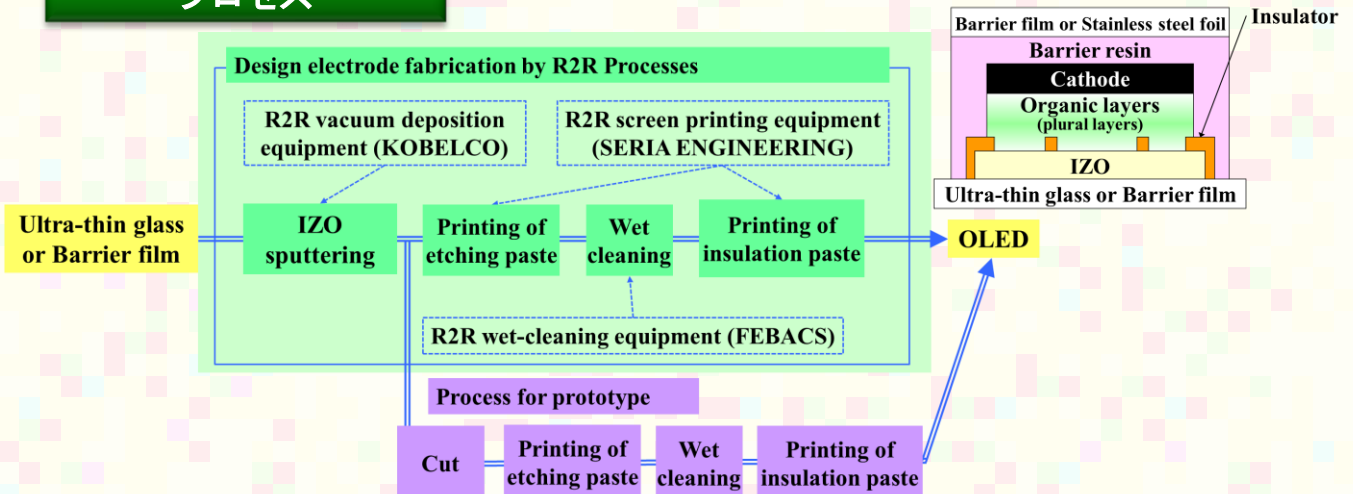 プロセス
Design electrode fabrication by R2R Processes
R2R vacuum deposition
equipment (KOBELCO)
R2R screen printing equipment
(SERIA ENGINEERING)
Ultra-thin glass
or Barrier film
IZO
sputtering
Printing of
etching paste
Wet
cleaning
Printing of
insulation paste
OLED
R2R wet-cleaning equipment (FEBACS)
Process for prototype
Cut
Printing of
etching paste
Wet
cleaning
Printing of
insulation paste
Barrier film or Stainless steel foil
Insulator
Barrier resin
Cathode
Organic layers
(plural layers)
IZO
Ultra-thin glass or Barrier film